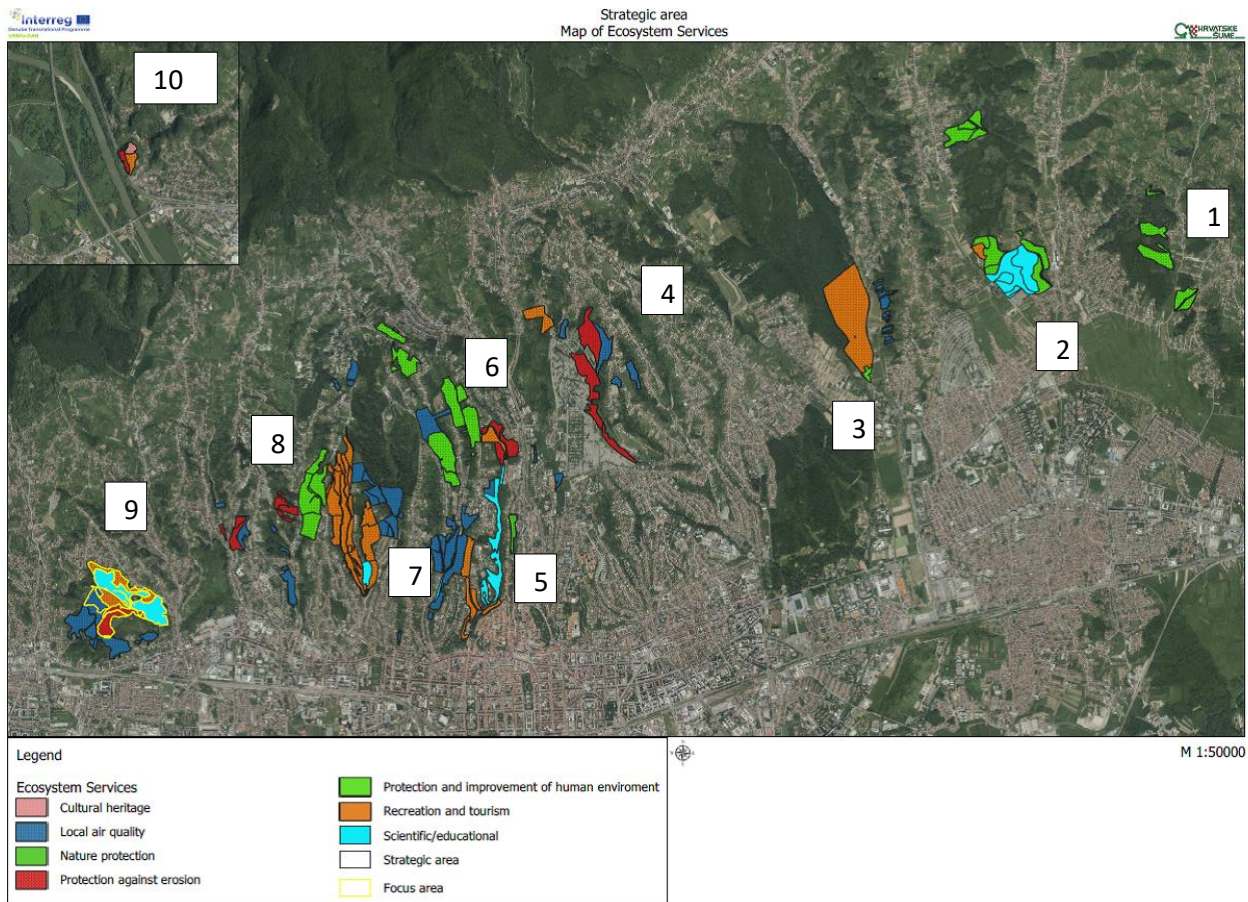 Interreg
Danube Transnational Programme
URBforDAN
Strategic area
Map of Ecosystem Services
HRVATSKE
ŠUME
10
1
4
2
6
3
8
9
7
5
Legend
M 1:50000
Ecosystem Services
Cultural heritage
Local air quality
Nature protection
Protection against erosion
Protection and improvement of human enviroment
Recreation and tourism
Scientific/educational
Strategic area
Focus area